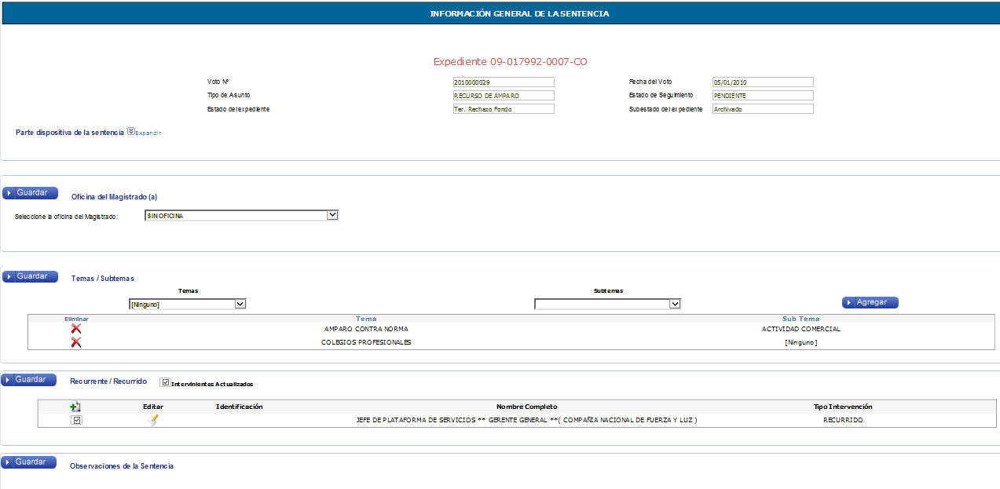 INFORMACIÓN GENERAL DE LA SENTENCIA
Expediente 09-017992-0007-CO
Voto Nº 2010000029 Fecha del Voto 05/01/2010
Tipo de Asunto RECURSO DE AMPARO Estado de Seguimiento PENDIENTE
Estado del expediente Ter. Rechazo Fondo Subestado del expediente Archivado
Parte dispositiva de la sentencia Expandir
Guardar Oficina del Magistrado (a)
Seleccione la oficina del Magistrado: SIN OFICINA
Guardar Temas / Subtemas
Temas Subtemas
[Ninguno] Agregar
Eliminar Tema Sub Tema
AMPARO CONTRA NORMA ACTIVIDAD COMERCIAL
COLEGIOS PROFESIONALES [Ninguno]
Guardar Recurrente / Recurrido Intervinientes Actualizados
Editar Identificación Nombre Completo Tipo Intervención
JEFE DE PLATAFORMA DE SERVICIOS ** GERENTE GENERAL **( COMPAÑIA NACIONAL DE FUERZA Y LUZ ) RECURRIDO
Guardar Observaciones de la Sentencia